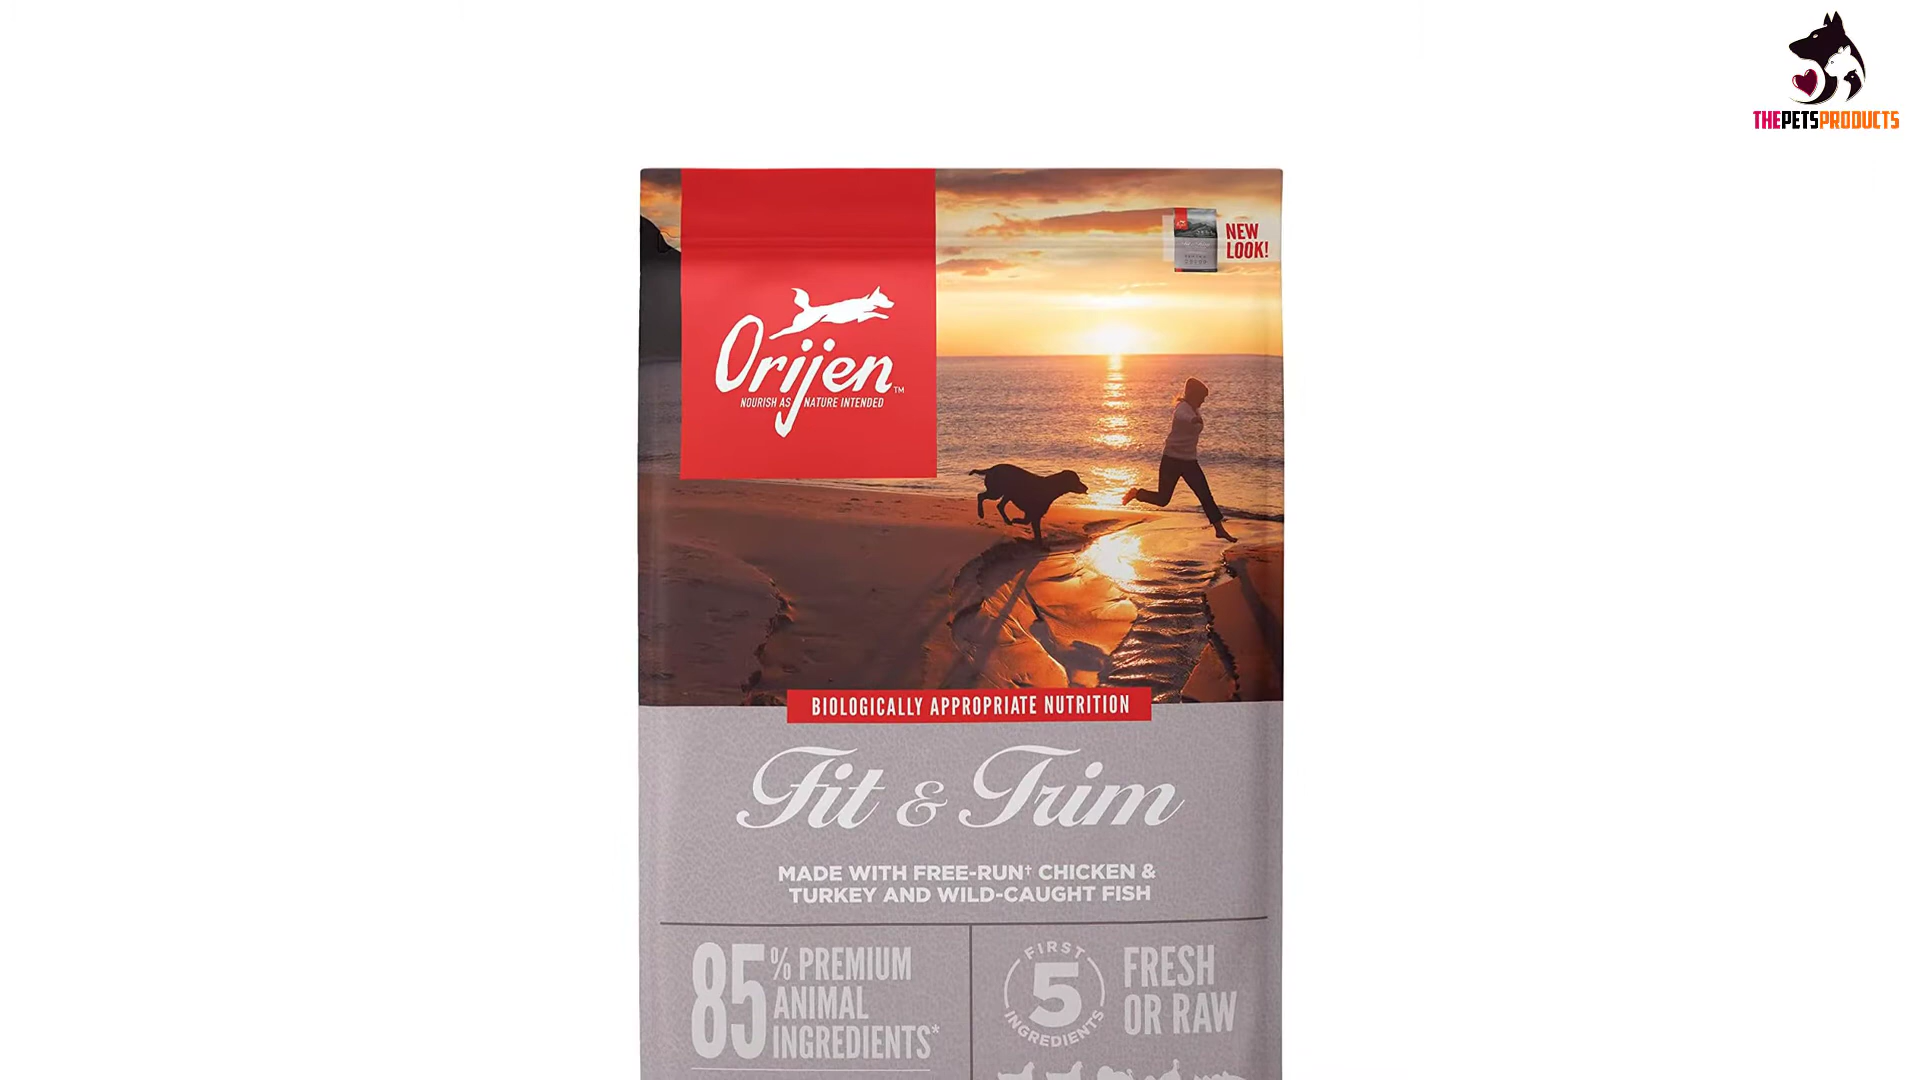 THEPETSPRODUCTS
NEW
LOOK!
Orijen™
NOURISH AS NATURE INTENDED
BIOLOGICALLY APPROPRIATE NUTRITION
Fit & Trim
MADE WITH FREE-RUN† CHICKEN &
TURKEY AND WILD-CAUGHT FISH
85% PREMIUM
ANIMAL
INGREDIENTS*
FIRST
5
INGREDIENTS
FRESH
OR RAW